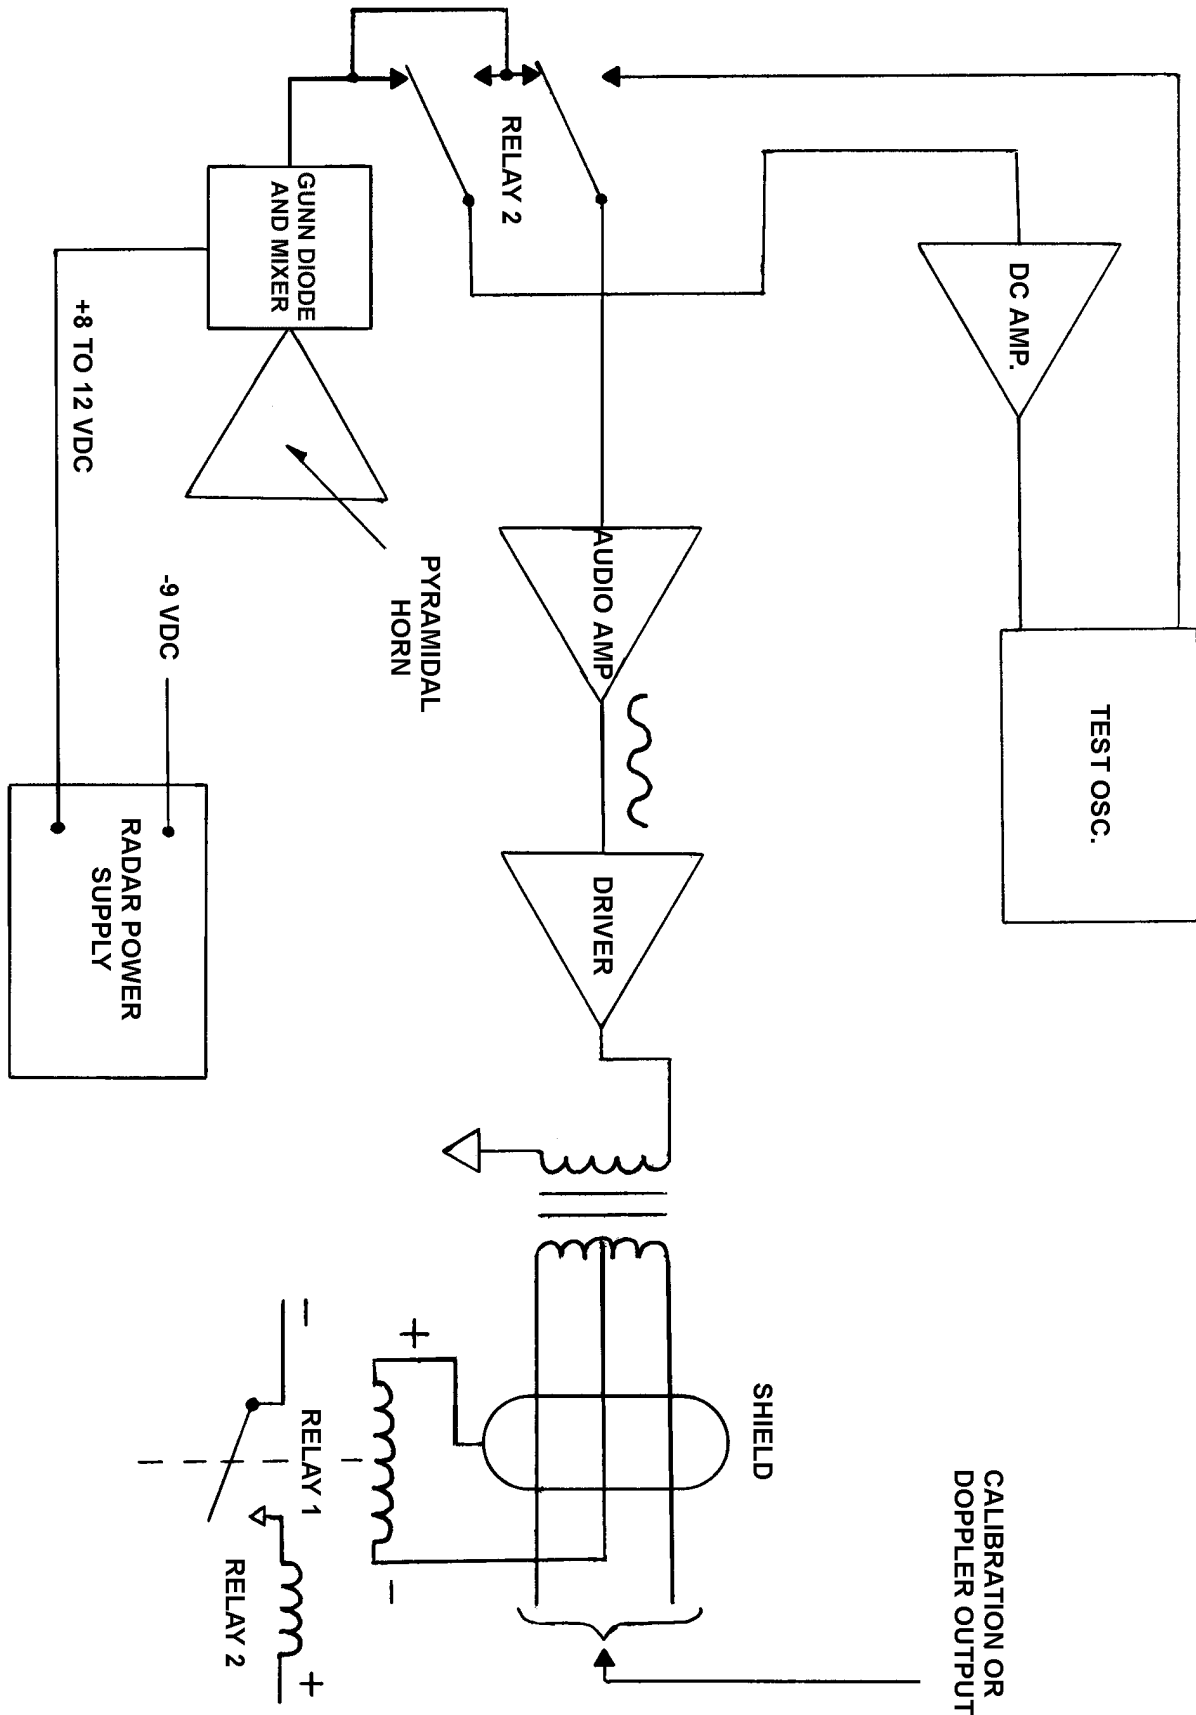 CALIBRATION OR
DOPPLER OUTPUT
TEST OSC.
DC AMP.
SHIELD
RELAY 2
AUDIO AMP
DRIVER
GUNN DIODE
AND MIXER
PYRAMIDAL
HORN
+
-
-
RELAY 1
RELAY 2
+
+8 TO 12 VDC
-9 VDC
RADAR POWER
SUPPLY